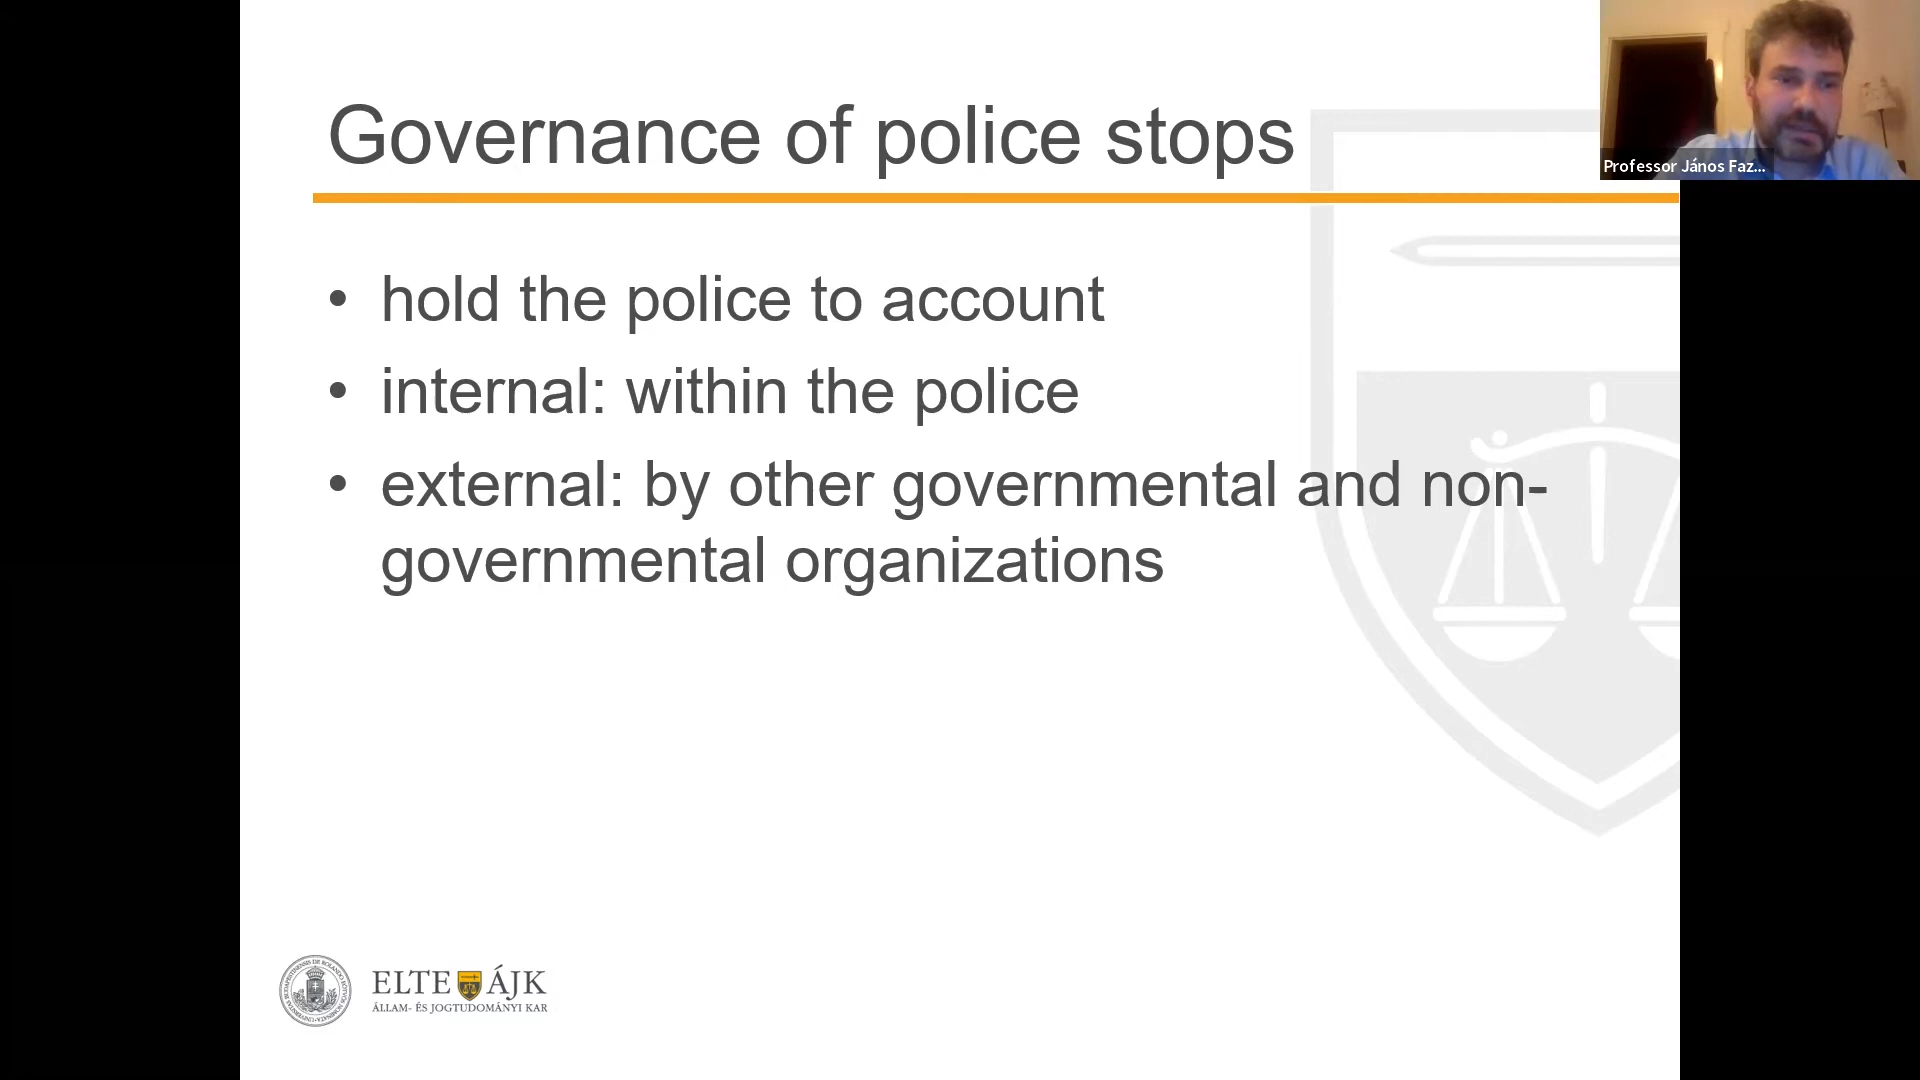 Governance of police stops
Professor János Faz...
• hold the police to account
• internal: within the police
• external: by other governmental and non-
governmental organizations
ELTE ÁJK
ÁLLAM- ÉS JOGTUDOMÁNYI KAR